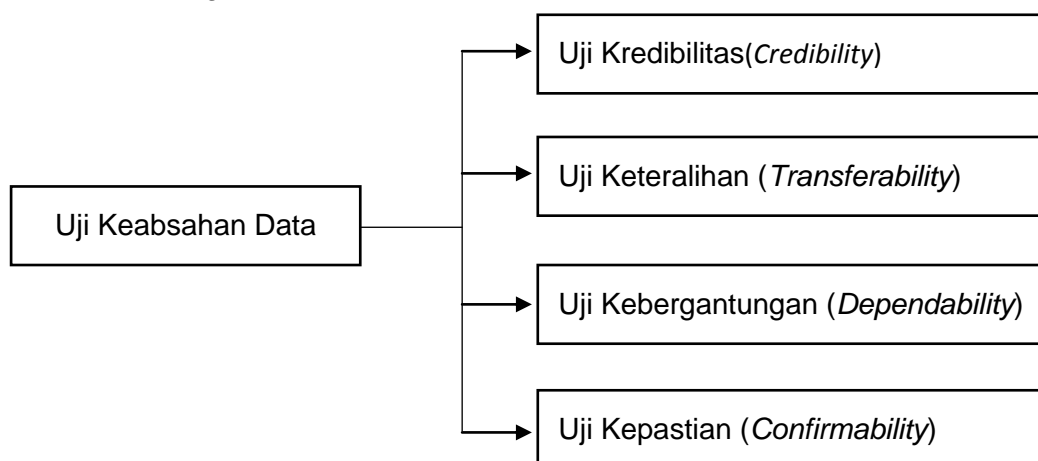 Uji Kredibilitas(Credibility)
Uji Keteralihan (Transferability)
Uji Keabsahan Data
Uji Kebergantungan (Dependability)
Uji Kepastian (Confirmability)